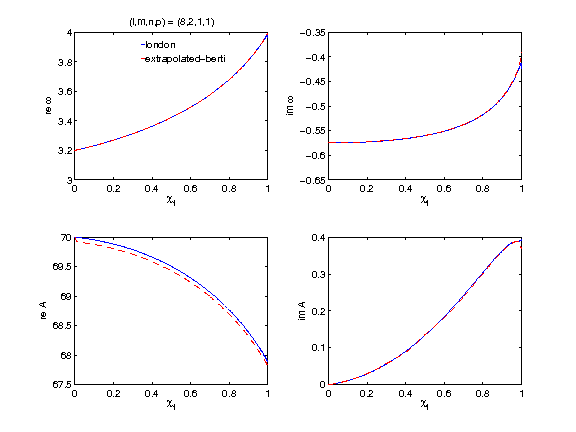 (l,m,n,p) = (8,2,1,1)
london
extrapolated−berti
re ω
4
3.8
3.6
3.4
3.2
3
0 0.2 0.4 0.6 0.8 1
χf
im ω
−0.35
−0.4
−0.45
−0.5
−0.55
−0.6
−0.65
0 0.2 0.4 0.6 0.8 1
χf
re A
70
69.5
69
68.5
68
67.5
0 0.2 0.4 0.6 0.8 1
χf
im A
0.4
0.3
0.2
0.1
0
0 0.2 0.4 0.6 0.8 1
χf